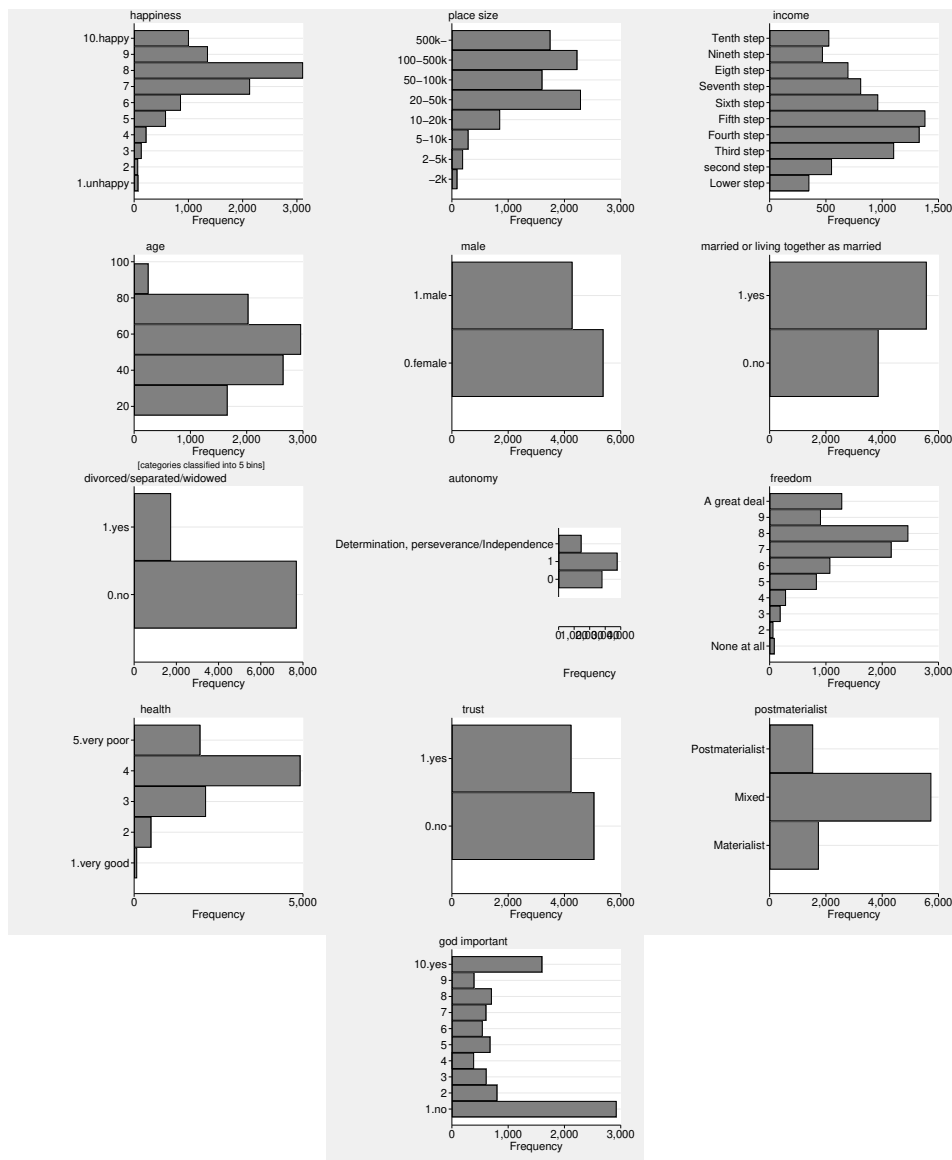 happiness
10.happy
9
8
7
6
5
4
3
2
1.unhappy
0 1,000 2,000 3,000
Frequency
place size
500k−
100−500k
50−100k
20−50k
10−20k
5−10k
2−5k
−2k
0 500 1,000 1,500 2,000
Frequency
income
Tenth step
Nineth step
Eigth step
Seventh step
Sixth step
Fifth step
Fourth step
Third step
second step
Lower step
0 500 1,000 1,500
Frequency
age
100
80
60
40
20
0 1,000 2,000 3,000
Frequency
[categories classified into 5 bins]
male
1.male
0.female
0 2,000 4,000 6,000
Frequency
married or living together as married
1.yes
0.no
0 2,000 4,000 6,000
Frequency
divorced/separated/widowed
1.yes
0.no
0 2,000 4,000 6,000 8,000
Frequency
autonomy
Determination, perseverance/Independence
1
0
0 1,000 2,000 3,000 4,000
Frequency
freedom
A great deal
9
8
7
6
5
4
3
2
None at all
0 1,000 2,000 3,000
Frequency
health
5.very poor
4
3
2
1.very good
0 5,000
Frequency
trust
1.yes
0.no
0 2,000 4,000 6,000
Frequency
postmaterialist
Postmaterialist
Mixed
Materialist
0 2,000 4,000 6,000
Frequency
god important
10.yes
9
8
7
6
5
4
3
2
1.no
0 1,000 2,000 3,000
Frequency